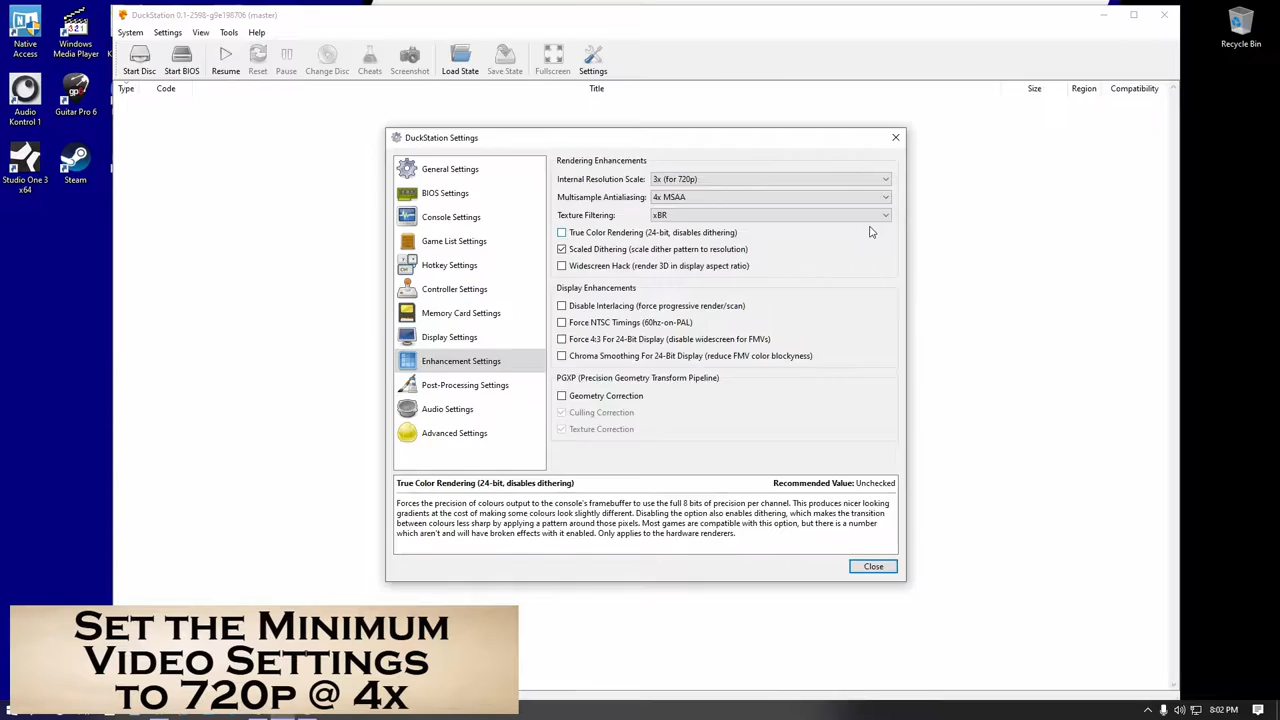 DuckStation 0.1-2598-g9e198706 (master)
System Settings View Tools Help
Start Disc Start BIOS Resume Reset Pause Change Disc Cheats Screenshot Load State Save State Fullscreen Settings
Type Code Title Size Region Compatibility
Native Access
Windows Media Player
Audio Kontrol 1
Guitar Pro 6
Studio One 3 x64
Steam
Recycle Bin
DuckStation Settings
General Settings
BIOS Settings
Console Settings
Game List Settings
Hotkey Settings
Controller Settings
Memory Card Settings
Display Settings
Enhancement Settings
Post-Processing Settings
Audio Settings
Advanced Settings
Rendering Enhancements
Internal Resolution Scale: 3x (for 720p)
Multisample Antialiasing: 4x MSAA
Texture Filtering: xBR
True Color Rendering (24-bit, disables dithering)
Scaled Dithering (scale dither pattern to resolution)
Widescreen Hack (render 3D in display aspect ratio)
Display Enhancements
Disable Interlacing (force progressive render/scan)
Force NTSC Timings (60hz-on-PAL)
Force 4:3 For 24-Bit Display (disable widescreen for FMVs)
Chroma Smoothing For 24-Bit Display (reduce FMV color blockyness)
PGXP (Precision Geometry Transform Pipeline)
Geometry Correction
Culling Correction
Texture Correction
True Color Rendering (24-bit, disables dithering) Recommended Value: Unchecked
Forces the precision of colours output to the console's framebuffer to use the full 8 bits of precision per channel. This produces nicer looking
gradients at the cost of making some colours look slightly different. Disabling the option also enables dithering, which makes the transition
between colours less sharp by applying a pattern around those pixels. Most games are compatible with this option, but there is a number
which aren't and will have broken effects with it enabled. Only applies to the hardware renderers.
Close
Set the Minimum
Video Settings
to 720p @ 4x
8:02 PM